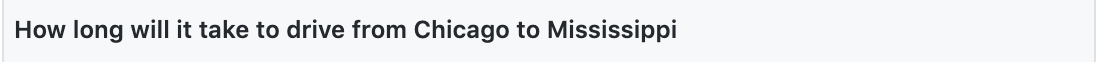 How long will it take to drive from Chicago to Mississippi